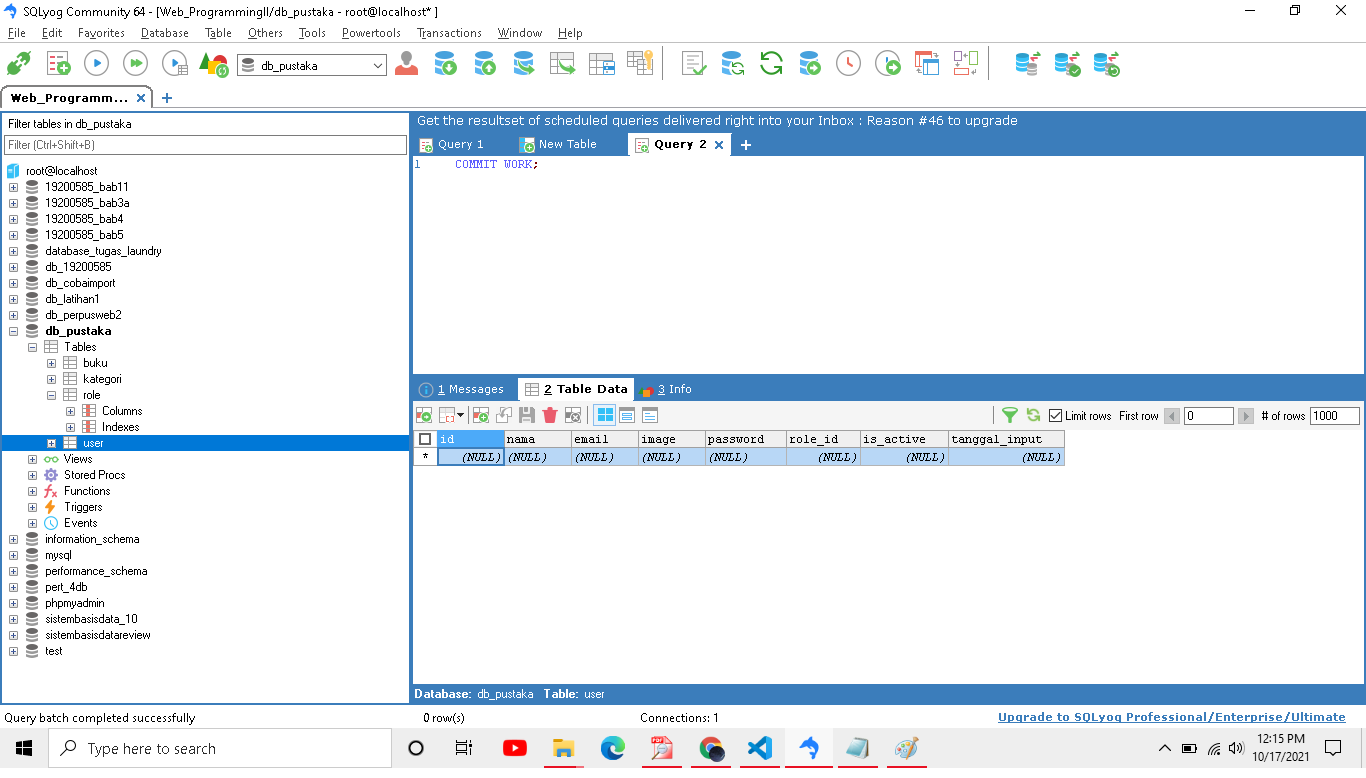 SQLyog Community 64 - [Web_ProgrammingII/db_pustaka - root@localhost* ]
File Edit Favorites Database Table Others Tools Powertools Transactions Window Help
db_pustaka
Web_Programm...
Filter tables in db_pustaka
Filter (Ctrl+Shift+B)
root@localhost
19200585_bab11
19200585_bab3a
19200585_bab4
19200585_bab5
database_tugas_laundry
db_19200585
db_cobaimport
db_latihan1
db_perpusweb2
db_pustaka
Tables
buku
kategori
role
Columns
Indexes
user
Views
Stored Procs
Functions
Triggers
Events
information_schema
mysql
performance_schema
pert_4db
phpmyadmin
sistembasisdata_10
sistembasisdatareview
test
Get the resultset of scheduled queries delivered right into your Inbox : Reason #46 to upgrade
Query 1 New Table Query 2
1 COMMIT WORK;
1 Messages 2 Table Data 3 Info
Limit rows First row 0 # of rows 1000
id nama email image password role_id is_active tanggal_input
* (NULL) (NULL) (NULL) (NULL) (NULL) (NULL) (NULL) (NULL)
Database: db_pustaka Table: user
Query batch completed successfully 0 row(s) Connections: 1 Upgrade to SQLyog Professional/Enterprise/Ultimate
Type here to search
12:15 PM
10/17/2021